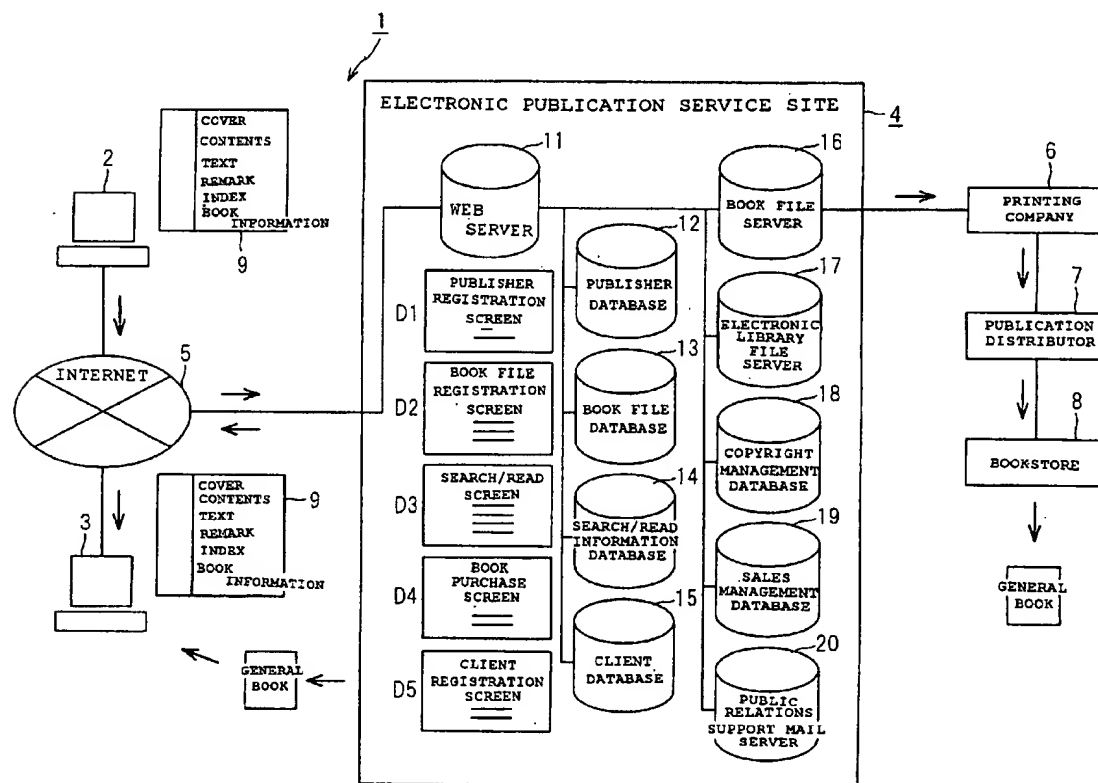 1
ELECTRONIC PUBLICATION SERVICE SITE
4
2
COVER
CONTENTS
TEXT
REMARK
INDEX
BOOK
INFORMATION
9
5
INTERNET
3
COVER
CONTENTS
TEXT
REMARK
INDEX
BOOK
INFORMATION
9
GENERAL
BOOK
11
WEB
SERVER
D1
PUBLISHER
REGISTRATION
SCREEN
D2
BOOK FILE
REGISTRATION
SCREEN
D3
SEARCH/READ
SCREEN
D4
BOOK
PURCHASE
SCREEN
D5
CLIENT
REGISTRATION
SCREEN
12
PUBLISHER
DATABASE
13
BOOK FILE
DATABASE
14
SEARCH/READ
INFORMATION
DATABASE
15
CLIENT
DATABASE
16
BOOK FILE
SERVER
17
ELECTRONIC
LIBRARY
FILE
SERVER
18
COPYRIGHT
MANAGEMENT
DATABASE
19
SALES
MANAGEMENT
DATABASE
20
PUBLIC
RELATIONS
SUPPORT MAIL
SERVER
6
PRINTING
COMPANY
7
PUBLICATION
DISTRIBUTOR
8
BOOKSTORE
GENERAL
BOOK